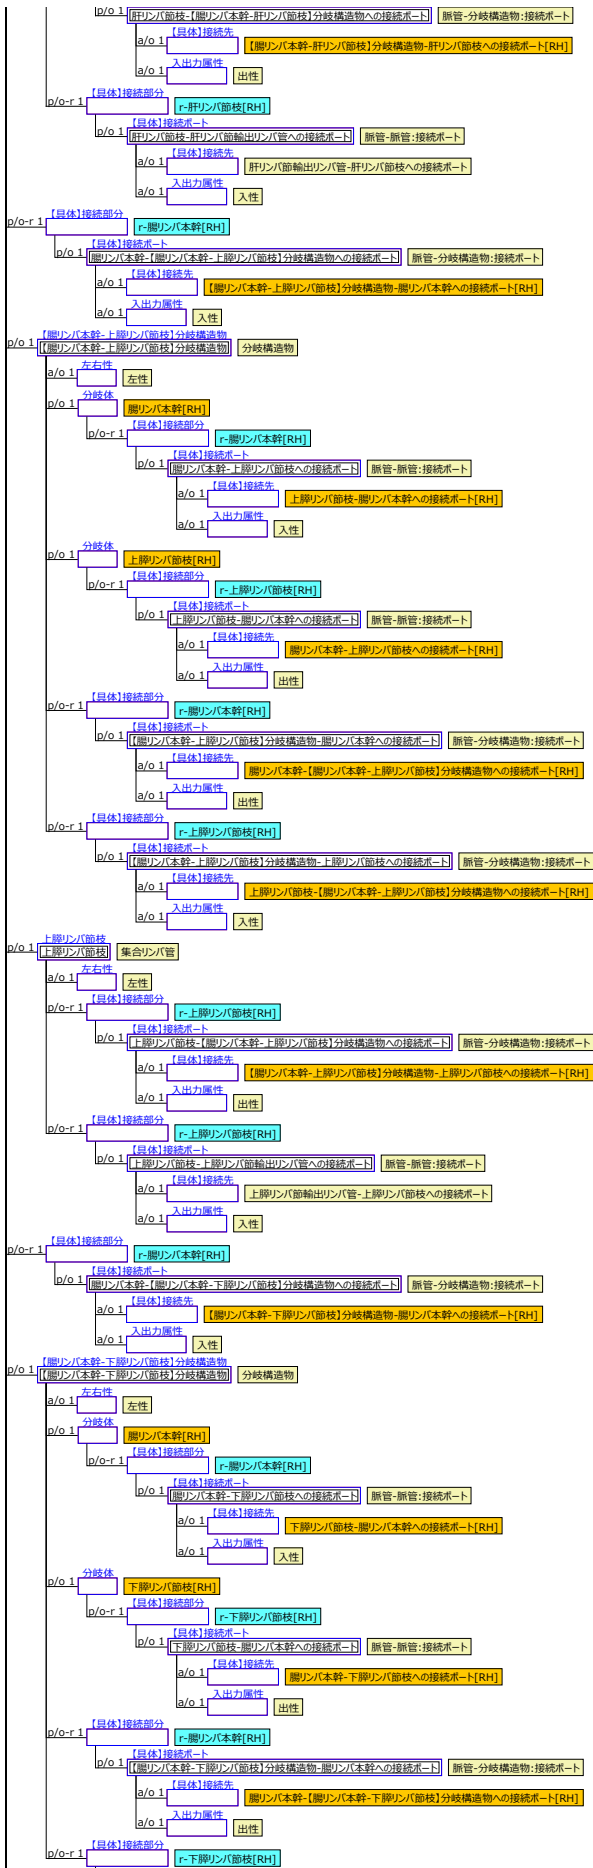 p/o 1 肝リンパ節枝-【腸リンパ本幹-肝リンパ節枝】分岐構造物への接続ポート 脈管-分岐構造物:接続ポート
【具体】接続先
a/o 1 【腸リンパ本幹-肝リンパ節枝】分岐構造物-肝リンパ節枝への接続ポート[RH]
入出力属性
a/o 1 出性
【具体】接続部分
p/o-r 1 r-肝リンパ節枝[RH]
【具体】接続ポート
p/o 1 肝リンパ節枝-肝リンパ節輸出リンパ管への接続ポート 脈管-脈管:接続ポート
【具体】接続先
a/o 1 肝リンパ節輸出リンパ管-肝リンパ節枝への接続ポート
入出力属性
a/o 1 入性
【具体】接続部分
p/o-r 1 r-腸リンパ本幹[RH]
【具体】接続ポート
p/o 1 腸リンパ本幹-【腸リンパ本幹-上膵リンパ節枝】分岐構造物への接続ポート 脈管-分岐構造物:接続ポート
【具体】接続先
a/o 1 【腸リンパ本幹-上膵リンパ節枝】分岐構造物-腸リンパ本幹への接続ポート[RH]
入出力属性
a/o 1 入性
【腸リンパ本幹-上膵リンパ節枝】分岐構造物
p/o 1 【腸リンパ本幹-上膵リンパ節枝】分岐構造物 分岐構造物
左右性
a/o 1 左性
分岐体
p/o 1 腸リンパ本幹[RH]
【具体】接続部分
p/o-r 1 r-腸リンパ本幹[RH]
【具体】接続ポート
p/o 1 腸リンパ本幹-上膵リンパ節枝への接続ポート 脈管-脈管:接続ポート
【具体】接続先
a/o 1 上膵リンパ節枝-腸リンパ本幹への接続ポート[RH]
入出力属性
a/o 1 入性
分岐体
p/o 1 上膵リンパ節枝[RH]
【具体】接続部分
p/o-r 1 r-上膵リンパ節枝[RH]
【具体】接続ポート
p/o 1 上膵リンパ節枝-腸リンパ本幹への接続ポート 脈管-脈管:接続ポート
【具体】接続先
a/o 1 腸リンパ本幹-上膵リンパ節枝への接続ポート[RH]
入出力属性
a/o 1 出性
【具体】接続部分
p/o-r 1 r-腸リンパ本幹[RH]
【具体】接続ポート
p/o 1 【腸リンパ本幹-上膵リンパ節枝】分岐構造物-腸リンパ本幹への接続ポート 脈管-分岐構造物:接続ポート
【具体】接続先
a/o 1 腸リンパ本幹-【腸リンパ本幹-上膵リンパ節枝】分岐構造物への接続ポート[RH]
入出力属性
a/o 1 出性
【具体】接続部分
p/o-r 1 r-上膵リンパ節枝[RH]
【具体】接続ポート
p/o 1 【腸リンパ本幹-上膵リンパ節枝】分岐構造物-上膵リンパ節枝への接続ポート 脈管-分岐構造物:接続ポート
【具体】接続先
a/o 1 上膵リンパ節枝-【腸リンパ本幹-上膵リンパ節枝】分岐構造物への接続ポート[RH]
入出力属性
a/o 1 入性
上膵リンパ節枝
p/o 1 上膵リンパ節枝 集合リンパ管
左右性
a/o 1 左性
【具体】接続部分
p/o-r 1 r-上膵リンパ節枝[RH]
【具体】接続ポート
p/o 1 上膵リンパ節枝-【腸リンパ本幹-上膵リンパ節枝】分岐構造物への接続ポート 脈管-分岐構造物:接続ポート
【具体】接続先
a/o 1 【腸リンパ本幹-上膵リンパ節枝】分岐構造物-上膵リンパ節枝への接続ポート[RH]
入出力属性
a/o 1 出性
【具体】接続部分
p/o-r 1 r-上膵リンパ節枝[RH]
【具体】接続ポート
p/o 1 上膵リンパ節枝-上膵リンパ節輸出リンパ管への接続ポート 脈管-脈管:接続ポート
【具体】接続先
a/o 1 上膵リンパ節輸出リンパ管-上膵リンパ節枝への接続ポート
入出力属性
a/o 1 入性
【具体】接続部分
p/o-r 1 r-腸リンパ本幹[RH]
【具体】接続ポート
p/o 1 腸リンパ本幹-【腸リンパ本幹-下膵リンパ節枝】分岐構造物への接続ポート 脈管-分岐構造物:接続ポート
【具体】接続先
a/o 1 【腸リンパ本幹-下膵リンパ節枝】分岐構造物-腸リンパ本幹への接続ポート[RH]
入出力属性
a/o 1 入性
【腸リンパ本幹-下膵リンパ節枝】分岐構造物
p/o 1 【腸リンパ本幹-下膵リンパ節枝】分岐構造物 分岐構造物
左右性
a/o 1 左性
分岐体
p/o 1 腸リンパ本幹[RH]
【具体】接続部分
p/o-r 1 r-腸リンパ本幹[RH]
【具体】接続ポート
p/o 1 腸リンパ本幹-下膵リンパ節枝への接続ポート 脈管-脈管:接続ポート
【具体】接続先
a/o 1 下膵リンパ節枝-腸リンパ本幹への接続ポート[RH]
入出力属性
a/o 1 入性
分岐体
p/o 1 下膵リンパ節枝[RH]
【具体】接続部分
p/o-r 1 r-下膵リンパ節枝[RH]
【具体】接続ポート
p/o 1 下膵リンパ節枝-腸リンパ本幹への接続ポート 脈管-脈管:接続ポート
【具体】接続先
a/o 1 腸リンパ本幹-下膵リンパ節枝への接続ポート[RH]
入出力属性
a/o 1 出性
【具体】接続部分
p/o-r 1 r-腸リンパ本幹[RH]
【具体】接続ポート
p/o 1 【腸リンパ本幹-下膵リンパ節枝】分岐構造物-腸リンパ本幹への接続ポート 脈管-分岐構造物:接続ポート
【具体】接続先
a/o 1 腸リンパ本幹-【腸リンパ本幹-下膵リンパ節枝】分岐構造物への接続ポート[RH]
入出力属性
a/o 1 出性
【具体】接続部分
p/o-r 1 r-下膵リンパ節枝[RH]